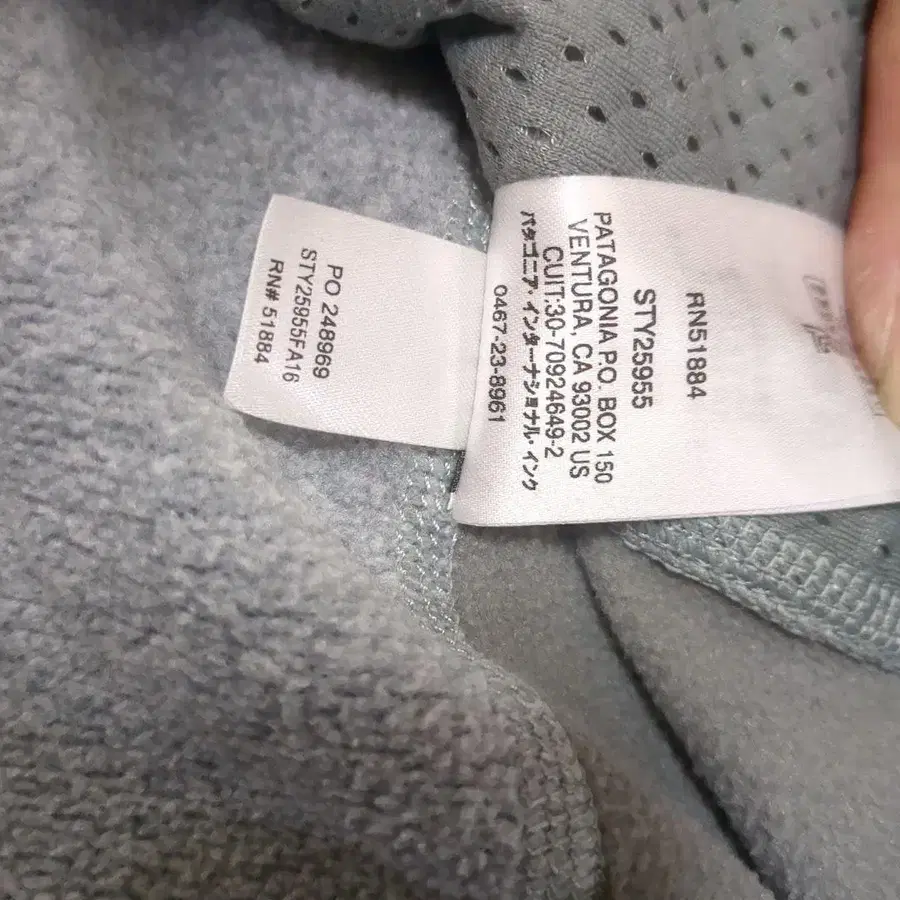 PO 248969
STY25955FA16
RN# 51884
RN51884
STY25955
PATAGONIA P.O. BOX 150
VENTURA, CA 93002 US
CUIT:30-70924649-2
パタゴニア・インターナショナル・インク
0467-23-8961